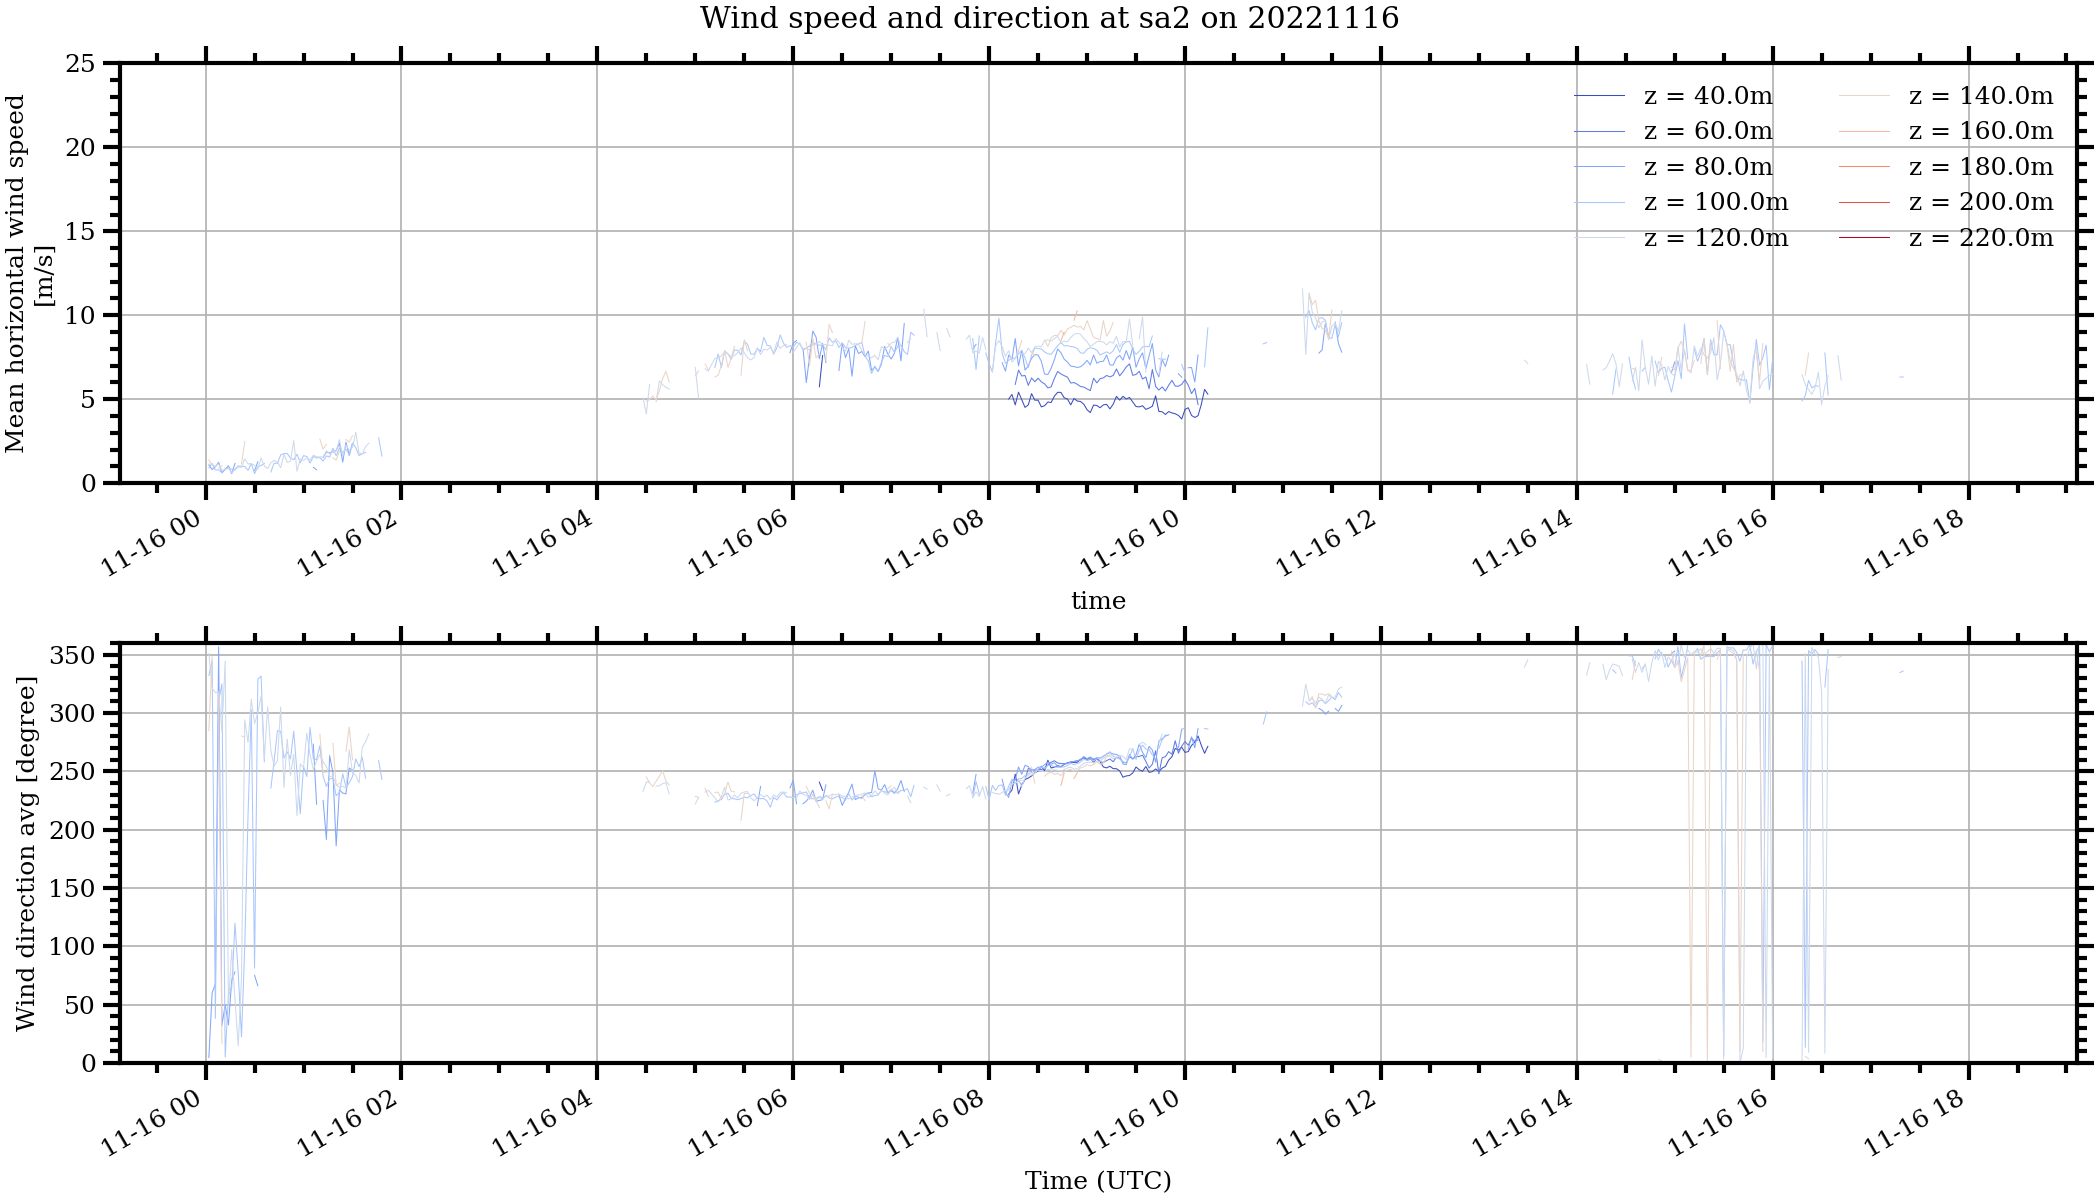 Wind speed and direction at sa2 on 20221116
Mean horizontal wind speed
[m/s]
25
20
15
10
5
0
z = 40.0m
z = 60.0m
z = 80.0m
z = 100.0m
z = 120.0m
z = 140.0m
z = 160.0m
z = 180.0m
z = 200.0m
z = 220.0m
11-16 00
11-16 02
11-16 04
11-16 06
11-16 08
11-16 10
11-16 12
11-16 14
11-16 16
11-16 18
time
Wind direction avg [degree]
350
300
250
200
150
100
50
0
11-16 00
11-16 02
11-16 04
11-16 06
11-16 08
11-16 10
11-16 12
11-16 14
11-16 16
11-16 18
Time (UTC)